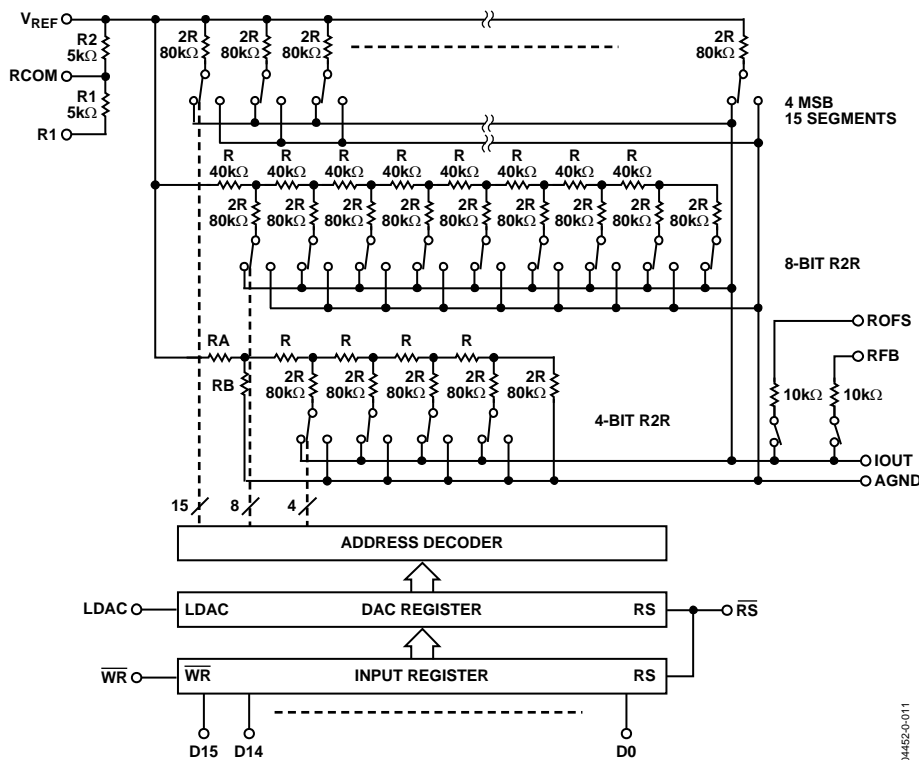 VREF
R2
5kΩ
RCOM
R1
5kΩ
R1
2R
80kΩ
2R
80kΩ
2R
80kΩ
2R
80kΩ
4 MSB
15 SEGMENTS
R R R R R R R R
40kΩ 40kΩ 40kΩ 40kΩ 40kΩ 40kΩ 40kΩ 40kΩ
2R 2R 2R 2R 2R 2R 2R 2R 2R
80kΩ 80kΩ 80kΩ 80kΩ 80kΩ 80kΩ 80kΩ 80kΩ 80kΩ
8-BIT R2R
RA R R R R
RB
2R 2R 2R 2R 2R
80kΩ 80kΩ 80kΩ 80kΩ 80kΩ
4-BIT R2R
ROFS
RFB
10kΩ 10kΩ
IOUT
AGND
15 8 4
ADDRESS DECODER
LDAC LDAC DAC REGISTER RS RS
WR WR INPUT REGISTER RS
D15 D14 D0
04452-0-011